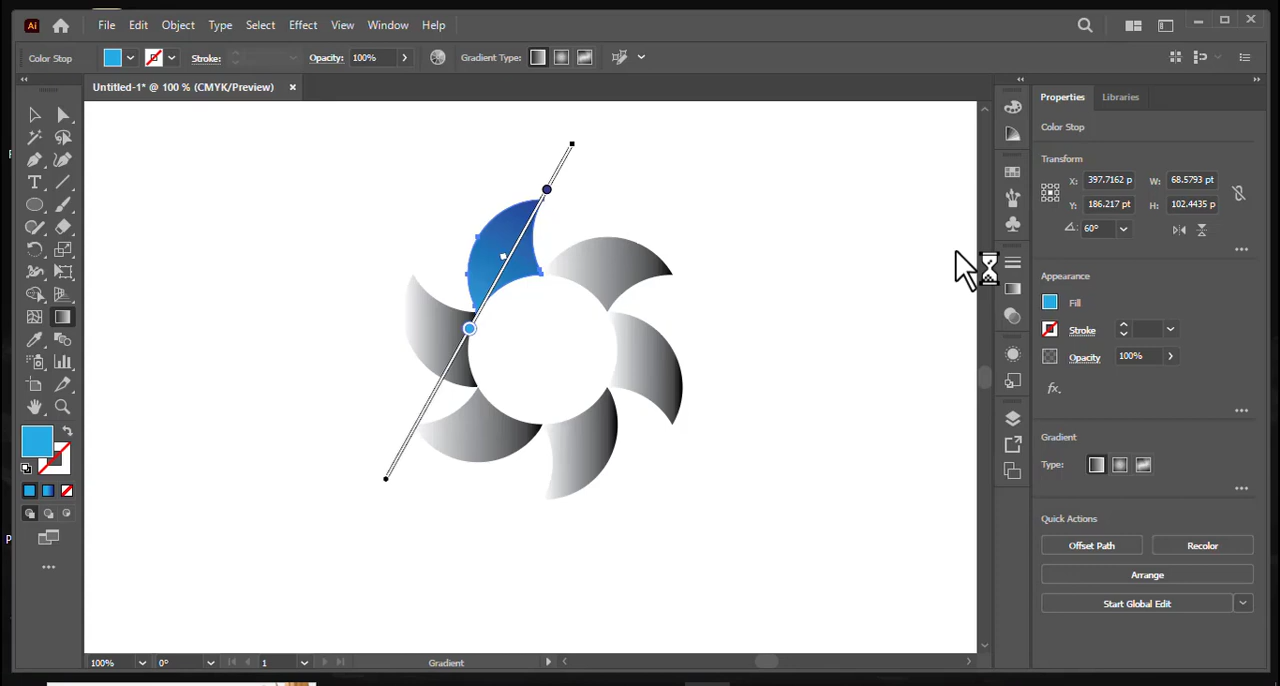 Ai File Edit Object Type Select Effect View Window Help
Color Stop Stroke: Opacity: 100% Gradient Type:
Untitled-1* @ 100 % (CMYK/Preview)
Properties Libraries
Color Stop
Transform
X: 397.7162 p W: 68.5793 pt
Y: 186.217 pt H: 102.4435 p
60°
Appearance
Fill
Stroke
Opacity 100%
fx.
Gradient
Type:
Quick Actions
Offset Path Recolor
Arrange
Start Global Edit
100% 0° 1 Gradient